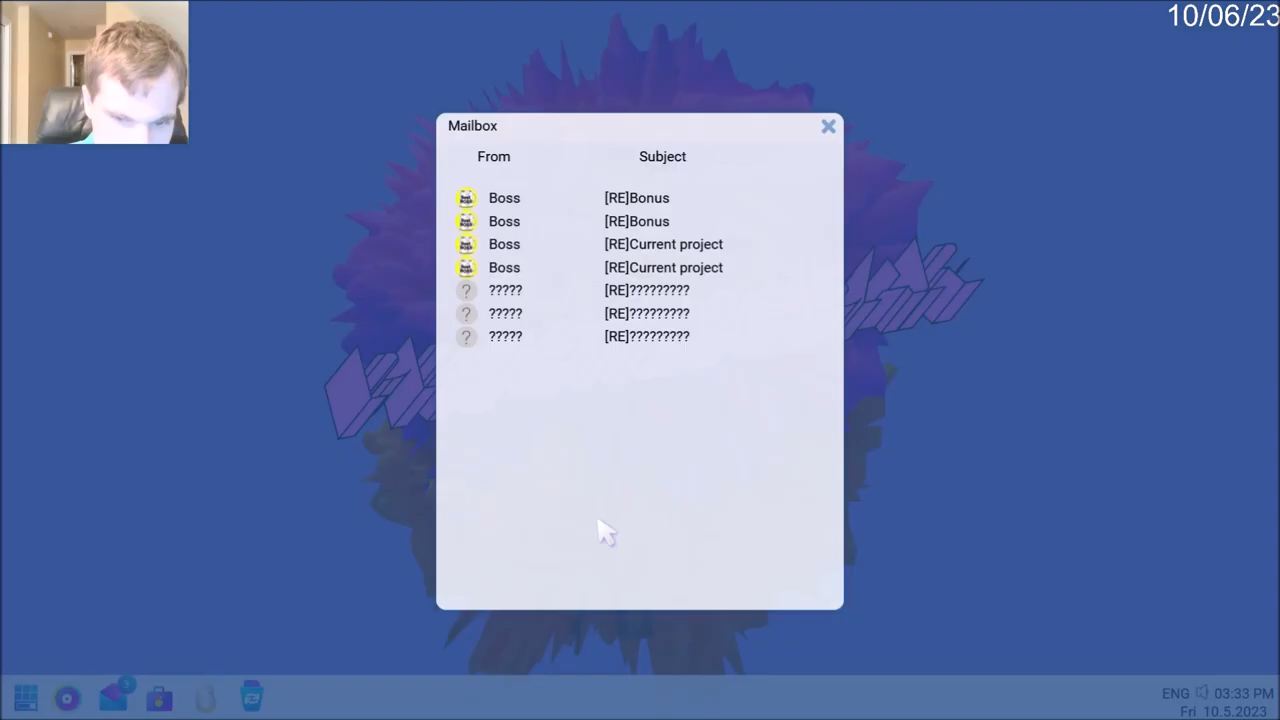 10/06/23
Mailbox
From Subject
Boss [RE]Bonus
Boss [RE]Bonus
Boss [RE]Current project
Boss [RE]Current project
? ????? [RE]?????????
? ????? [RE]?????????
? ????? [RE]?????????
3
ENG 03:33 PM
Fri 10.5.2023